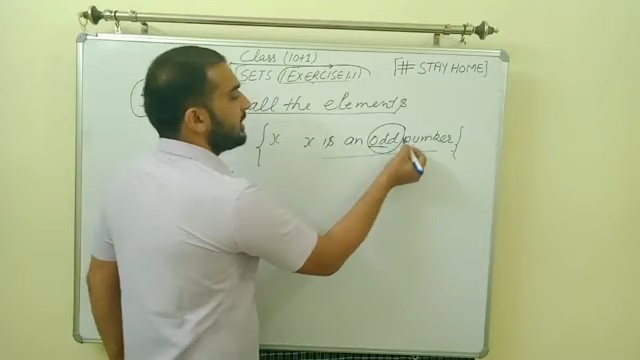 Class (10+1)
[# STAY HOME]
SETS (EXERCISE 1.1)
all the elements
{x x is an odd number}